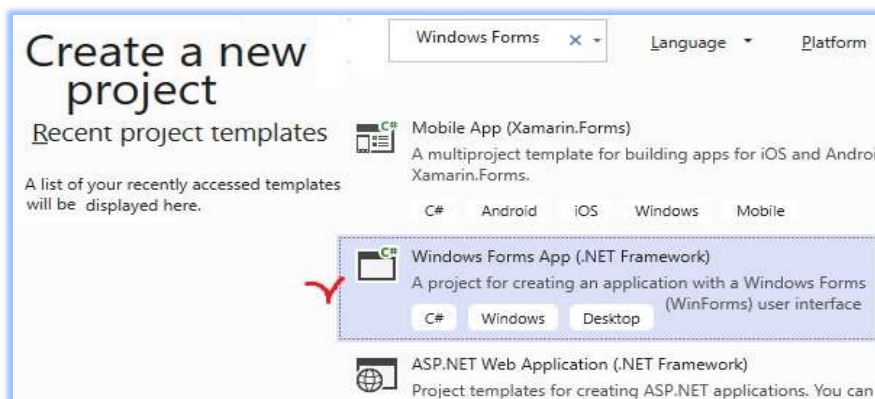 Create a new
project
Recent project templates
A list of your recently accessed templates
will be displayed here.
Windows Forms
Language
Platform
C#
Mobile App (Xamarin.Forms)
A multiproject template for building apps for iOS and Androi
Xamarin.Forms.
C# Android iOS Windows Mobile
C#
Windows Forms App (.NET Framework)
A project for creating an application with a Windows Forms
(WinForms) user interface
C# Windows Desktop
ASP.NET Web Application (.NET Framework)
Project templates for creating ASP.NET applications. You can